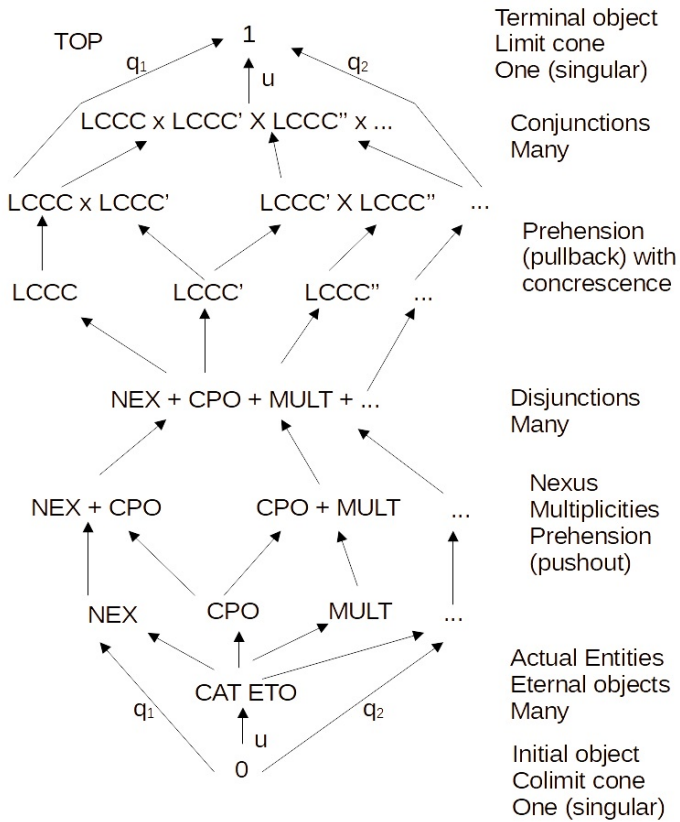 TOP
1
Terminal object
Limit cone
One (singular)
q1
u
q2
LCCC x LCCC' X LCCC” x ...
Conjunctions
Many
LCCC x LCCC'
LCCC' X LCCC”
...
Prehension
(pullback) with
concrescence
LCCC
LCCC'
LCCC”
...
NEX + CPO + MULT + ...
Disjunctions
Many
NEX + CPO
CPO + MULT
...
Nexus
Multiplicities
Prehension
(pushout)
NEX
CPO
MULT
...
Actual Entities
Eternal objects
Many
CAT ETO
q1
u
q2
0
Initial object
Colimit cone
One (singular)